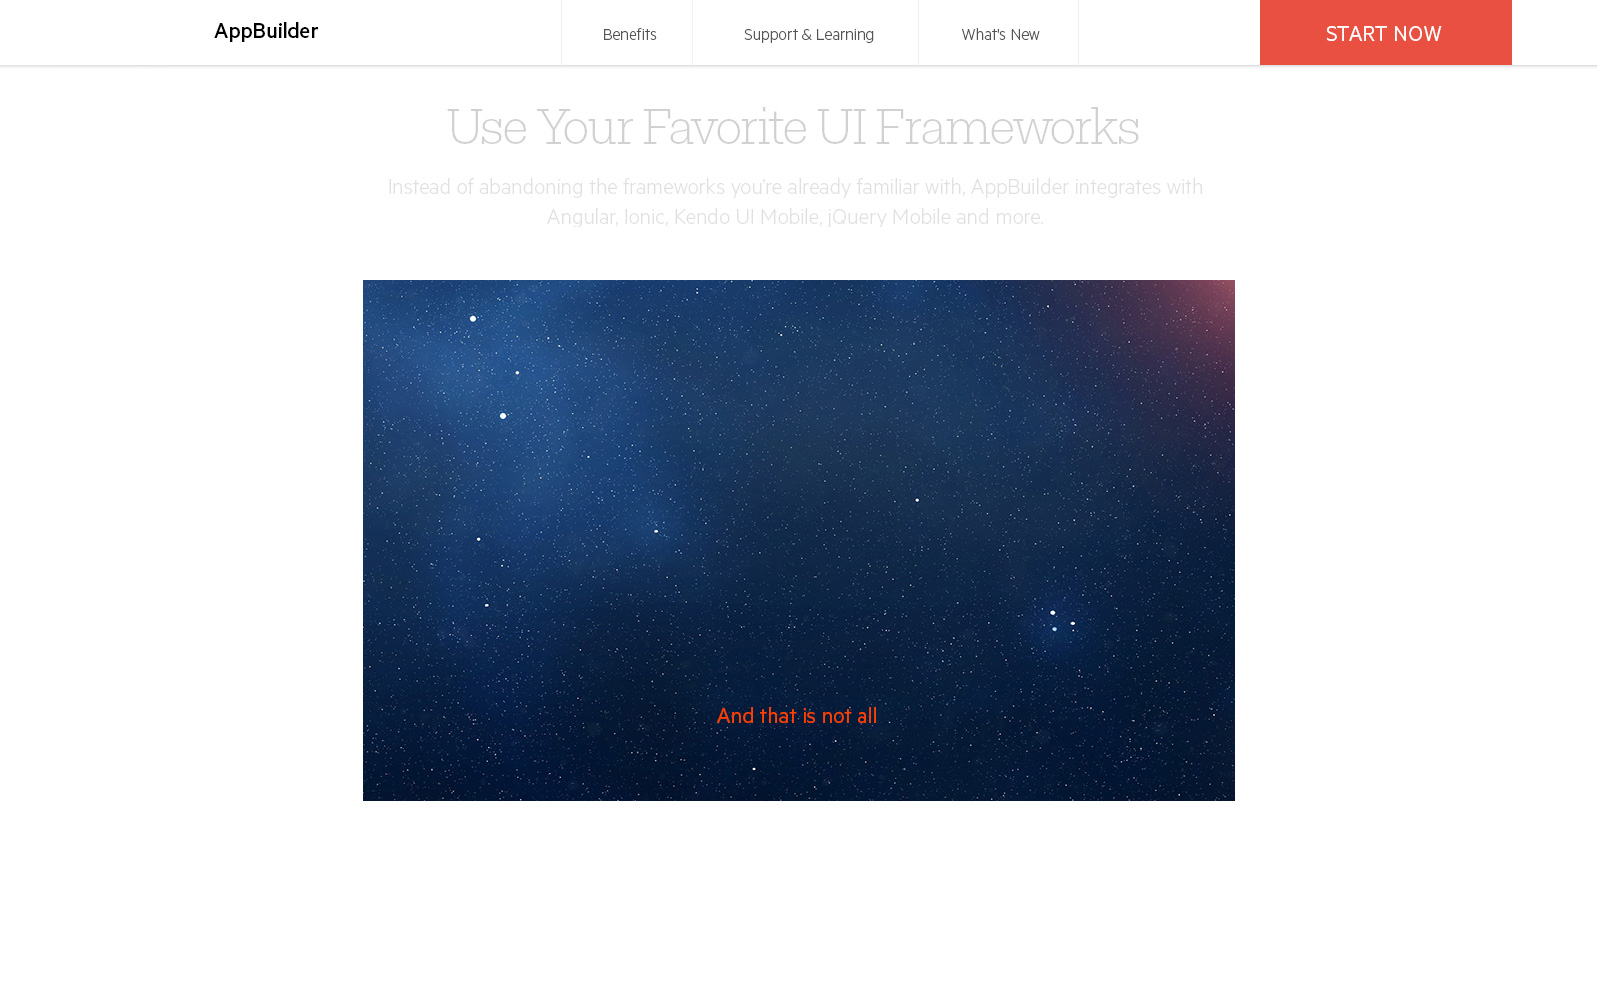 AppBuilder
Benefits
Support & Learning
What's New
START NOW
Use Your Favorite UI Frameworks
Instead of abandoning the frameworks you're already familiar with, AppBuilder integrates with
Angular, Ionic, Kendo UI Mobile, jQuery Mobile and more.
And that is not all